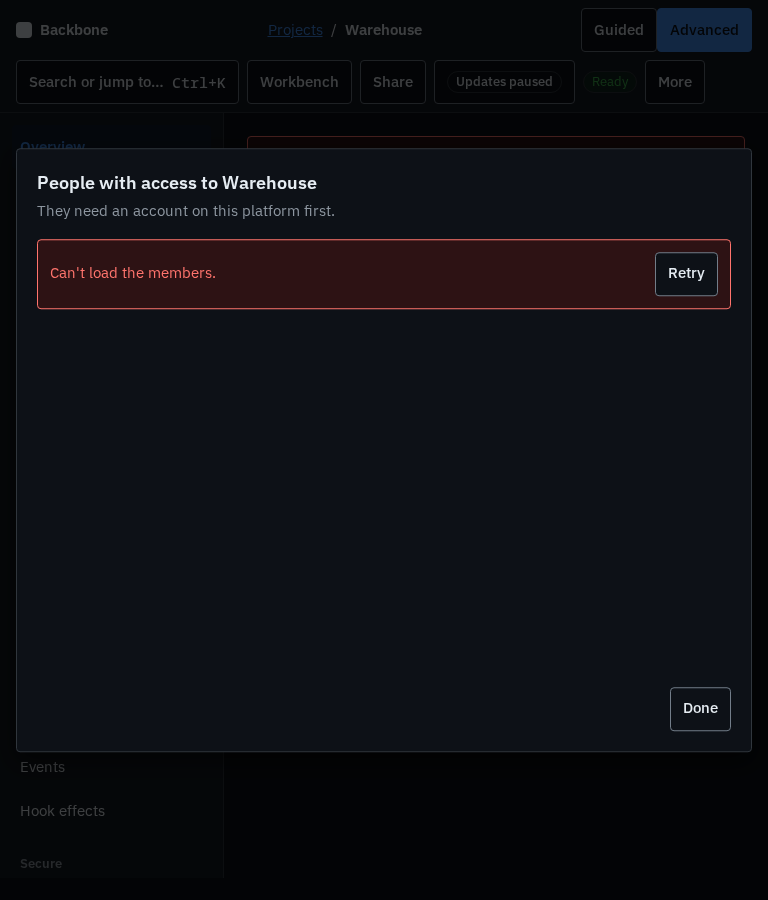 Backbone
Projects / Warehouse
Guided
Advanced
Search or jump to... Ctrl+K
Workbench
Share
Updates paused
Ready
More
Overview
People with access to Warehouse
They need an account on this platform first.
Can't load the members.
Retry
Done
Events
Hook effects
Secure